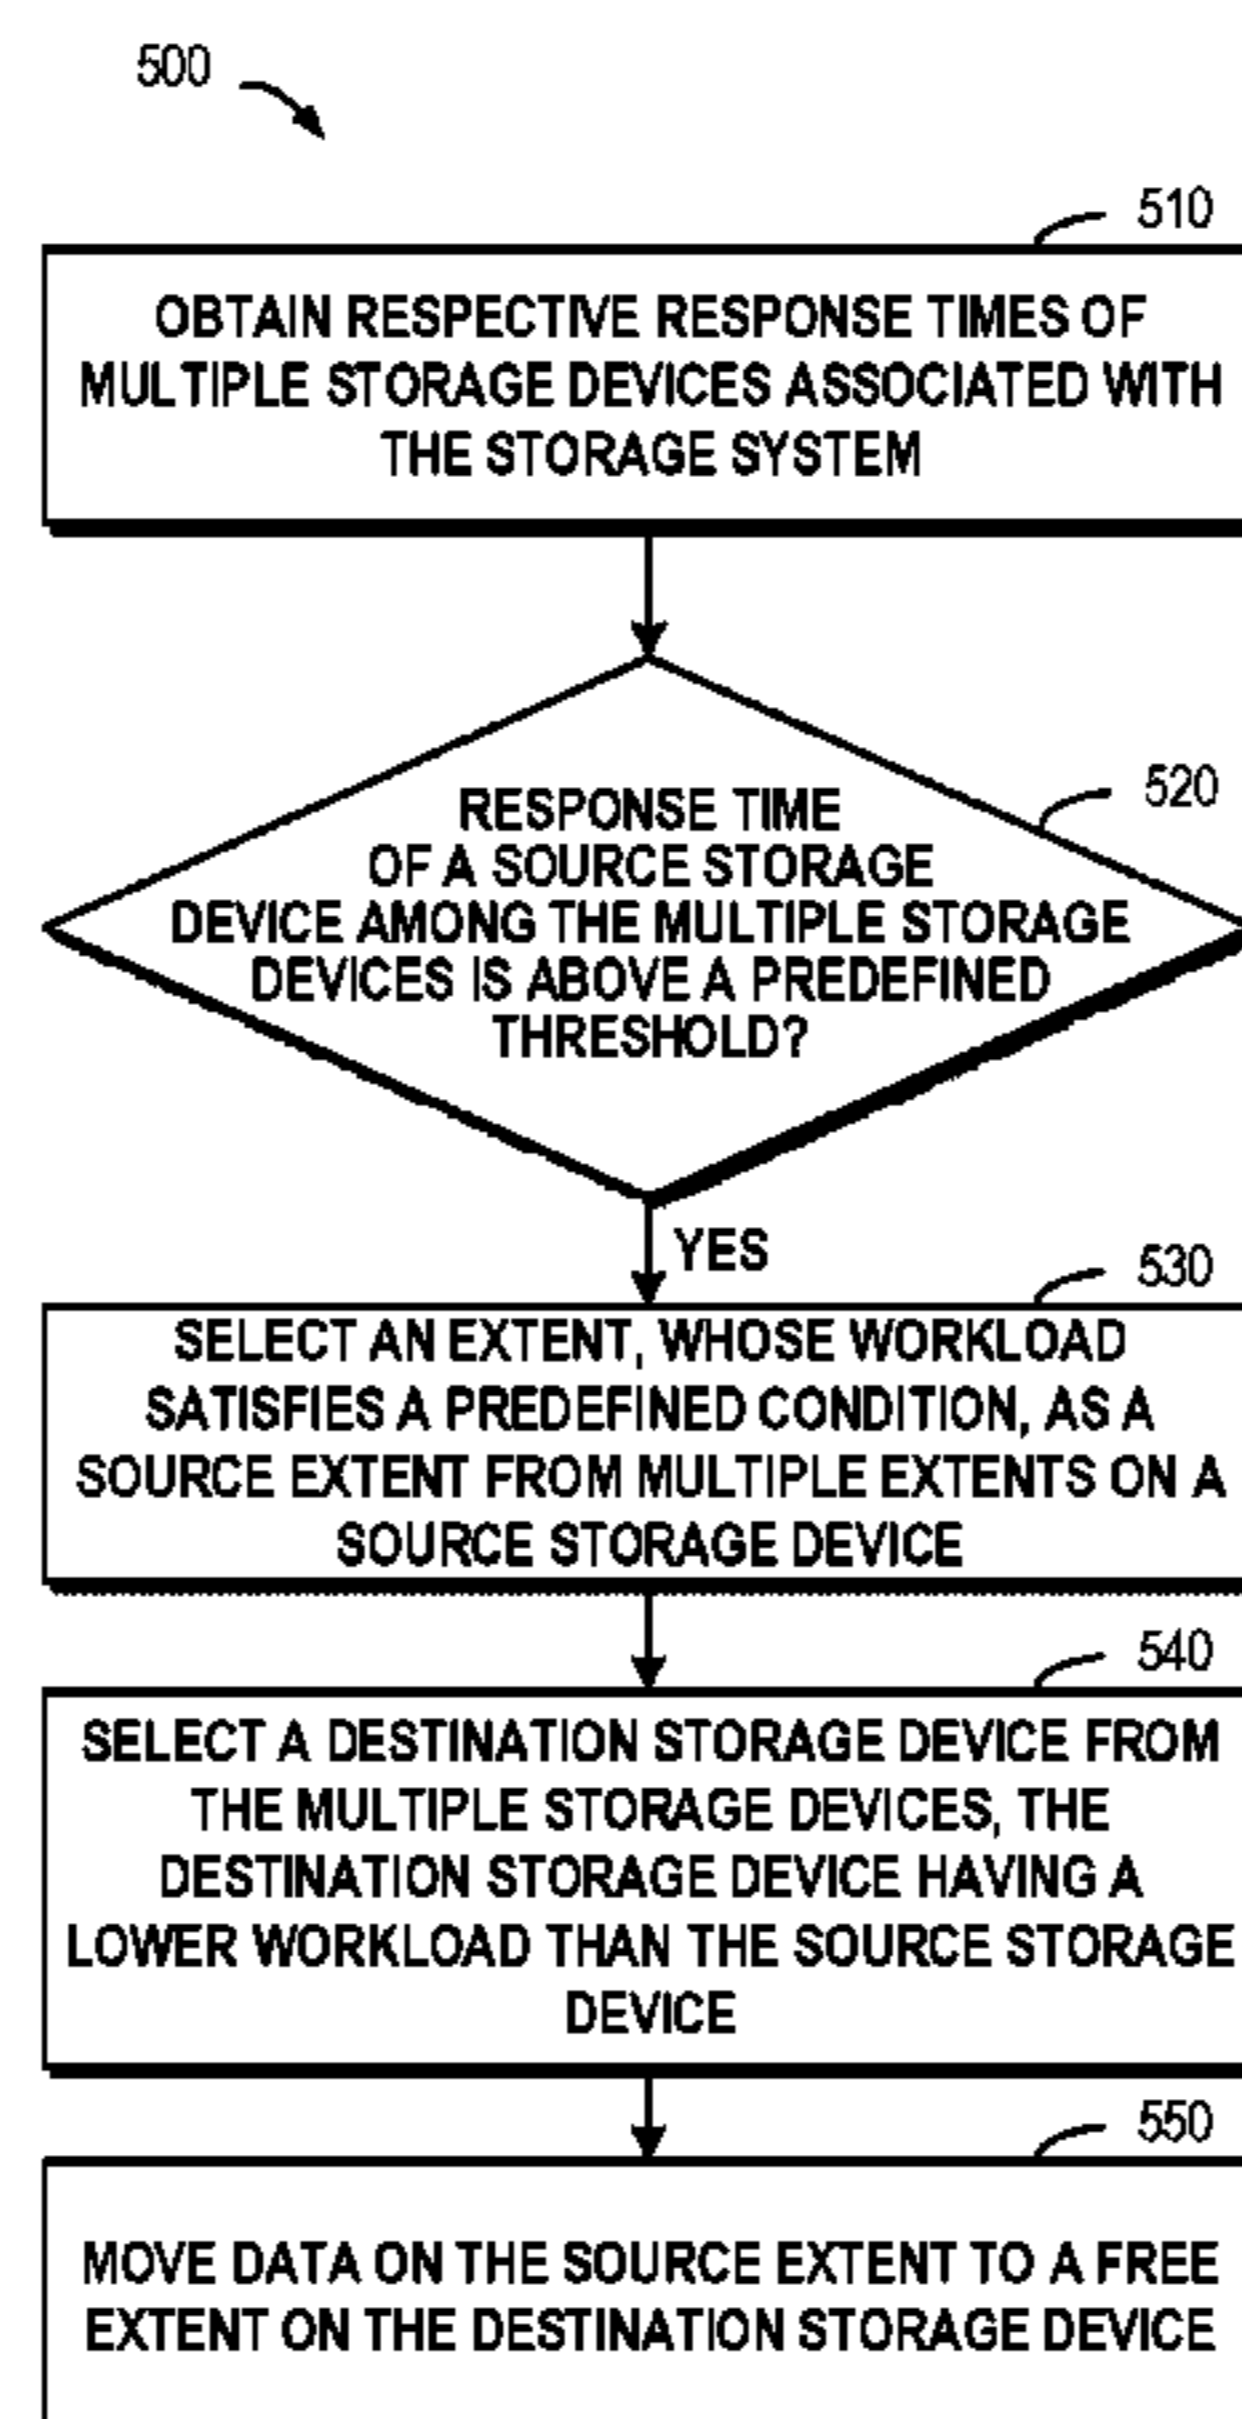 500
510
OBTAIN RESPECTIVE RESPONSE TIMES OF
MULTIPLE STORAGE DEVICES ASSOCIATED WITH
THE STORAGE SYSTEM
520
RESPONSE TIME
OF A SOURCE STORAGE
DEVICE AMONG THE MULTIPLE STORAGE
DEVICES IS ABOVE A PREDEFINED
THRESHOLD?
YES
530
SELECT AN EXTENT, WHOSE WORKLOAD
SATISFIES A PREDEFINED CONDITION, AS A
SOURCE EXTENT FROM MULTIPLE EXTENTS ON A
SOURCE STORAGE DEVICE
540
SELECT A DESTINATION STORAGE DEVICE FROM
THE MULTIPLE STORAGE DEVICES, THE
DESTINATION STORAGE DEVICE HAVING A
LOWER WORKLOAD THAN THE SOURCE STORAGE
DEVICE
550
MOVE DATA ON THE SOURCE EXTENT TO A FREE
EXTENT ON THE DESTINATION STORAGE DEVICE